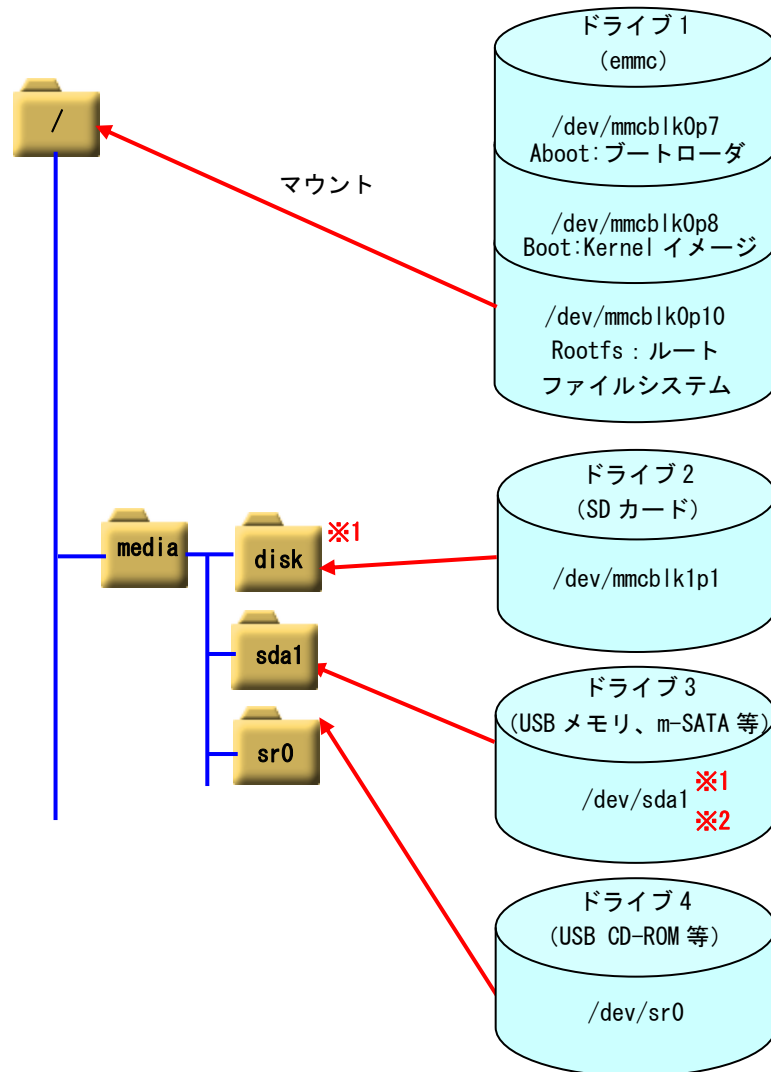 ドライブ 1
(emmc)
/
/dev/mmcblk0p7
Aboot:ブートローダ
マウント
/dev/mmcblk0p8
Boot:Kernel イメージ
/dev/mmcblk0p10
Rootfs:ルート
ファイルシステム
ドライブ 2
(SD カード)
media
disk
※1
/dev/mmcblk1p1
sda1
ドライブ 3
(USB メモリ、m-SATA 等)
sr0
/dev/sda1
※1
※2
ドライブ 4
(USB CD-ROM 等)
/dev/sr0